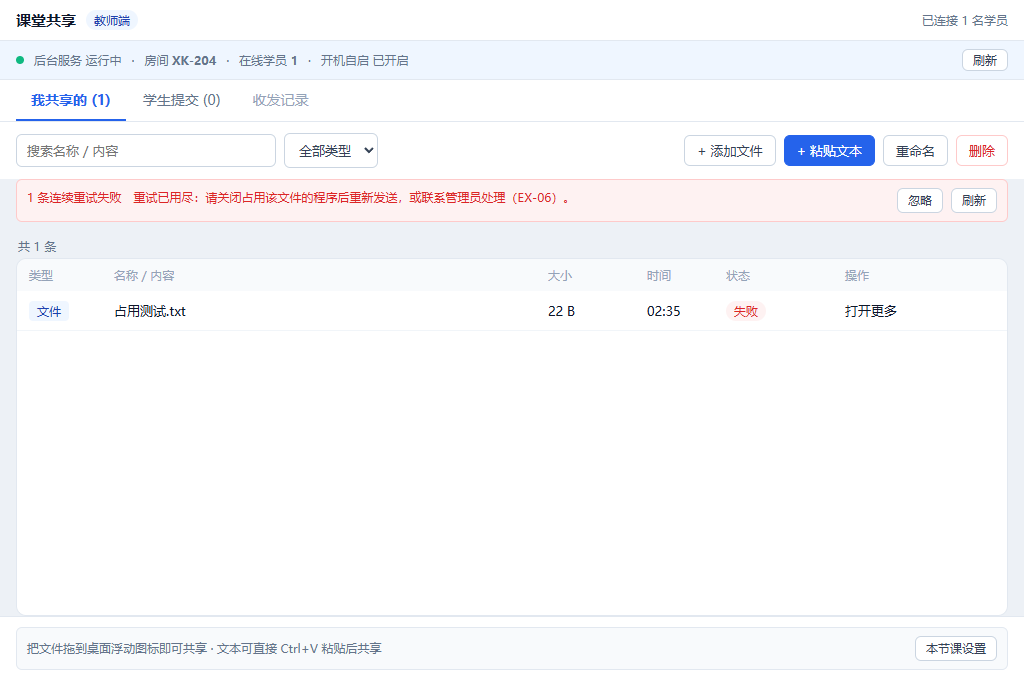 课堂共享 教师端 已连接 1 名学员
后台服务 运行中 · 房间 XK-204 · 在线学员 1 · 开机自启 已开启 刷新
我共享的 (1) 学生提交 (0) 收发记录
搜索名称 / 内容 全部类型 + 添加文件 + 粘贴文本 重命名 删除
1 条连续重试失败 重试已用尽：请关闭占用该文件的程序后重新发送，或联系管理员处理（EX-06）。 忽略 刷新
共 1 条
类型 名称 / 内容 大小 时间 状态 操作
文件 占用测试.txt 22 B 02:35 失败 打开更多
把文件拖到桌面浮动图标即可共享 · 文本可直接 Ctrl+V 粘贴后共享 本节课设置